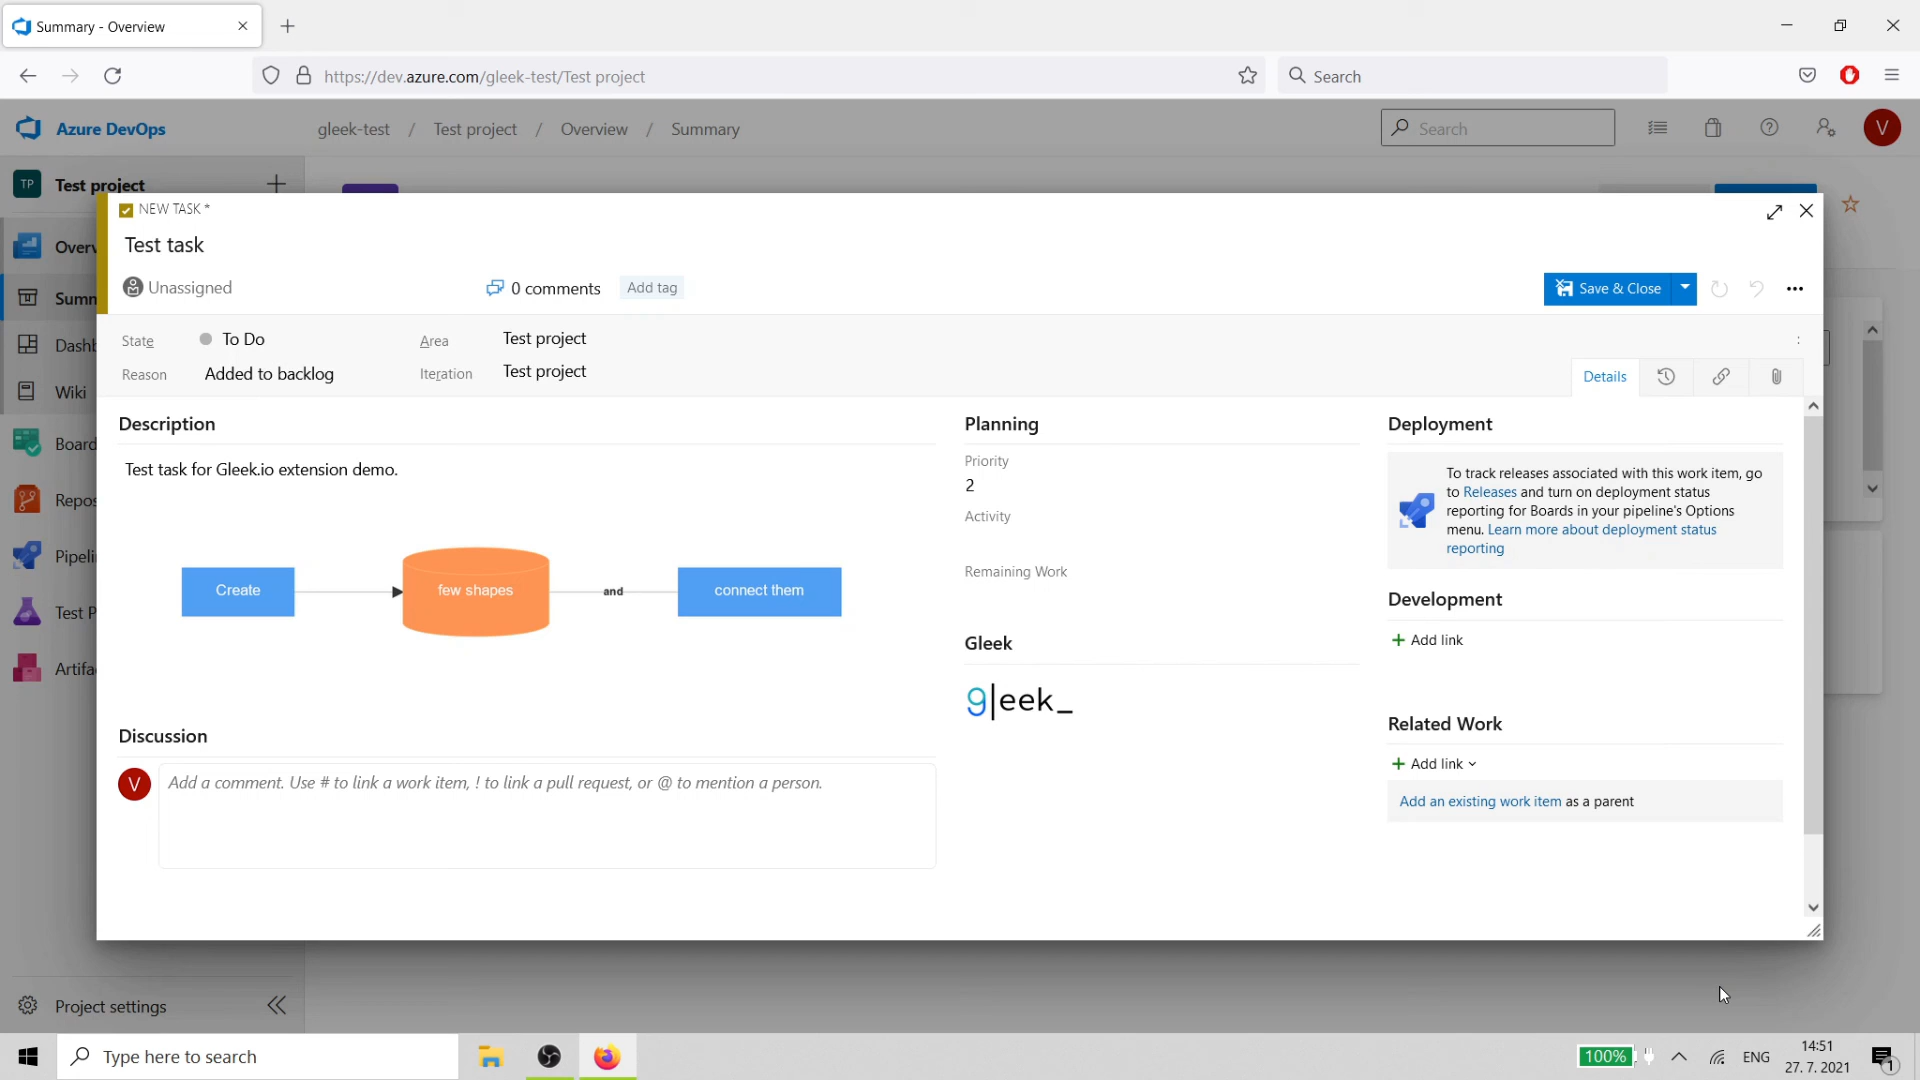 Summary - Overview
https://dev.azure.com/gleek-test/Test project
Search
Azure DevOps
gleek-test / Test project / Overview / Summary
Search
V
TP Test project
NEW TASK *
Test task
Unassigned
0 comments
Add tag
Save & Close
State To Do
Area Test project
Reason Added to backlog
Iteration Test project
Details
Overv
Summ
Dashb
Wiki
Board
Repos
Pipeli
Test P
Artifa
Description
Test task for Gleek.io extension demo.
Create
few shapes
and
connect them
Discussion
V
Add a comment. Use # to link a work item, ! to link a pull request, or @ to mention a person.
Planning
Priority
2
Activity
Remaining Work
Gleek
g|eek_
Deployment
To track releases associated with this work item, go
to Releases and turn on deployment status
reporting for Boards in your pipeline's Options
menu. Learn more about deployment status
reporting
Development
+ Add link
Related Work
+ Add link
Add an existing work item as a parent
Project settings
Type here to search
100%
ENG
14:51
27. 7. 2021
1